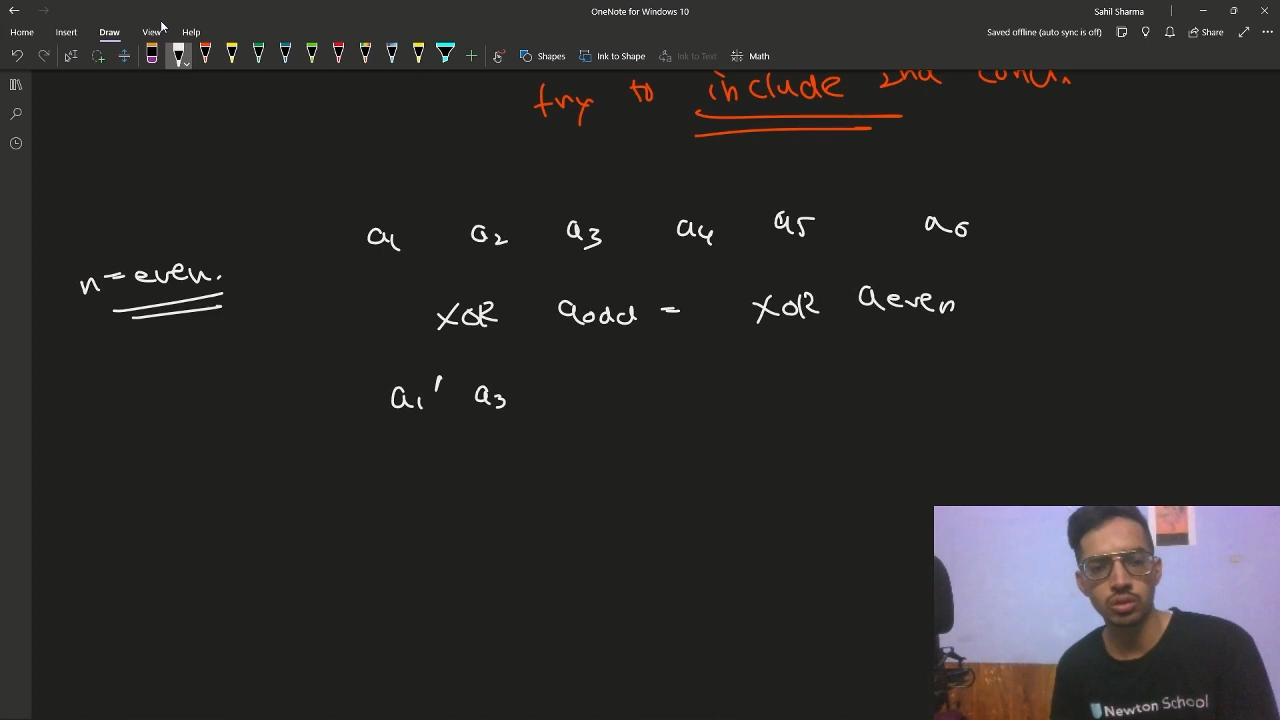 OneNote for Windows 10
Sahil Sharma
Home Insert Draw View Help
Saved offline (auto sync is off)
Share
Shapes
Ink to Shape
Ink to Text
Math
try to include 2nd
a1 a2 a3 a4 a5 a6
n = even.
XOR aodd = XOR aeven
a1' a3
Newton School